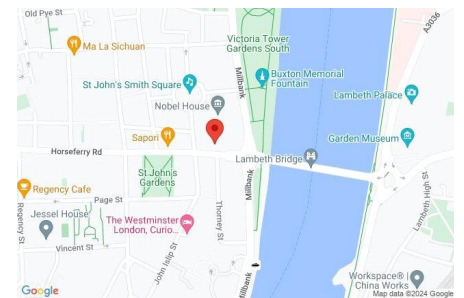 Old Pye St
Ma La Sichuan
Victoria Tower
Gardens South
A3036
St John's Smith Square
Millbank
Buxton Memorial
Fountain
Lambeth Palace
Nobel House
Sapori
Garden Museum
Horseferry Rd
Lambeth Bridge
St John's
Gardens
Regency Cafe
Page St
Millbank
Lambeth High St
Jessel House
The Westminster
London, Curio...
Thorney St
Regency St
Vincent St
John Islip St
Millbank
Workspace® |
China Works
Google
Map data ©2024 Google